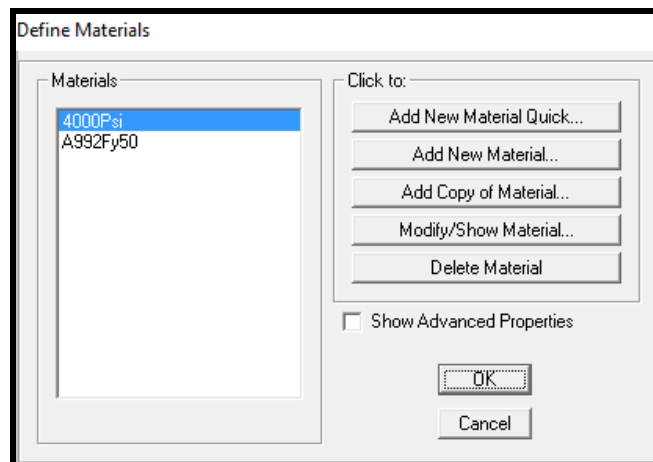 Define Materials
Materials
4000Psi
A992Fy50
Click to:
Add New Material Quick...
Add New Material...
Add Copy of Material...
Modify/Show Material...
Delete Material
Show Advanced Properties
OK
Cancel